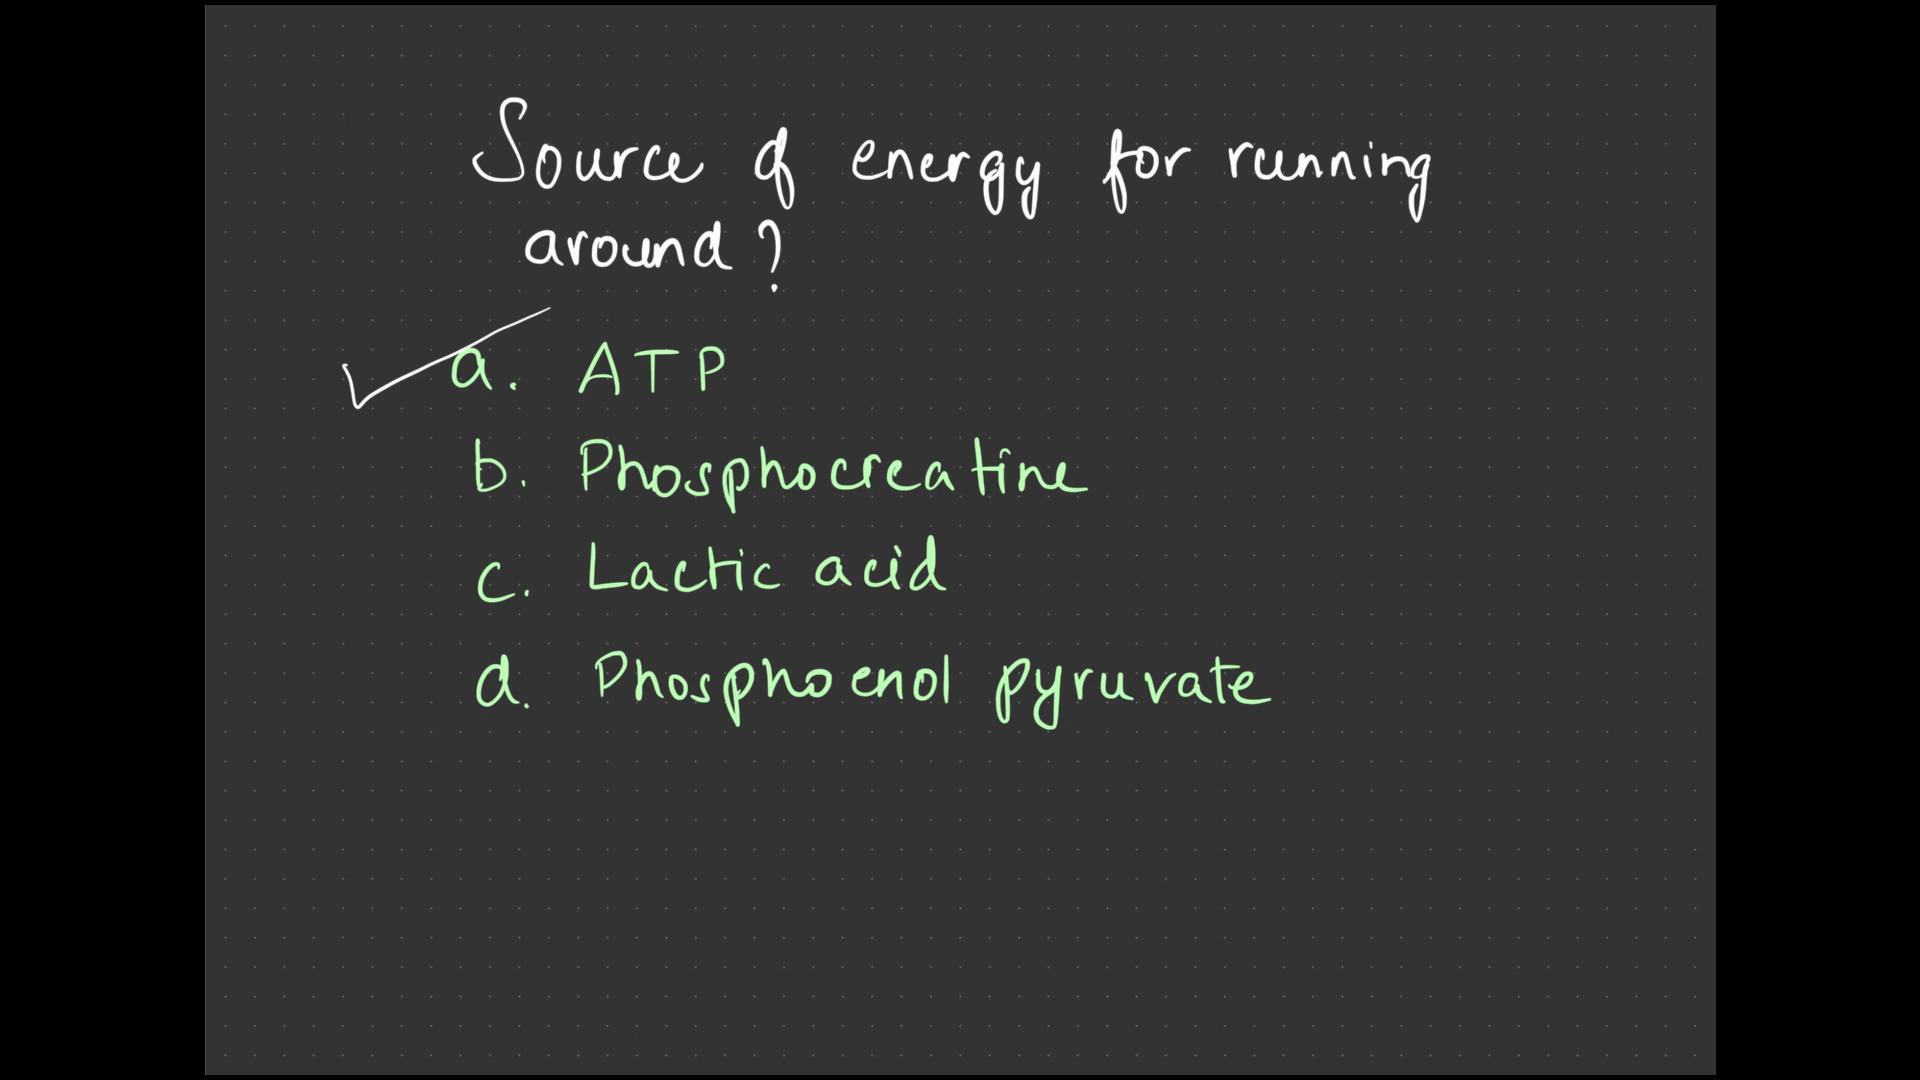 Source of energy for running
around?
a. ATP
b. Phosphocreatine
c. Lactic acid
d. Phosphoenol pyruvate